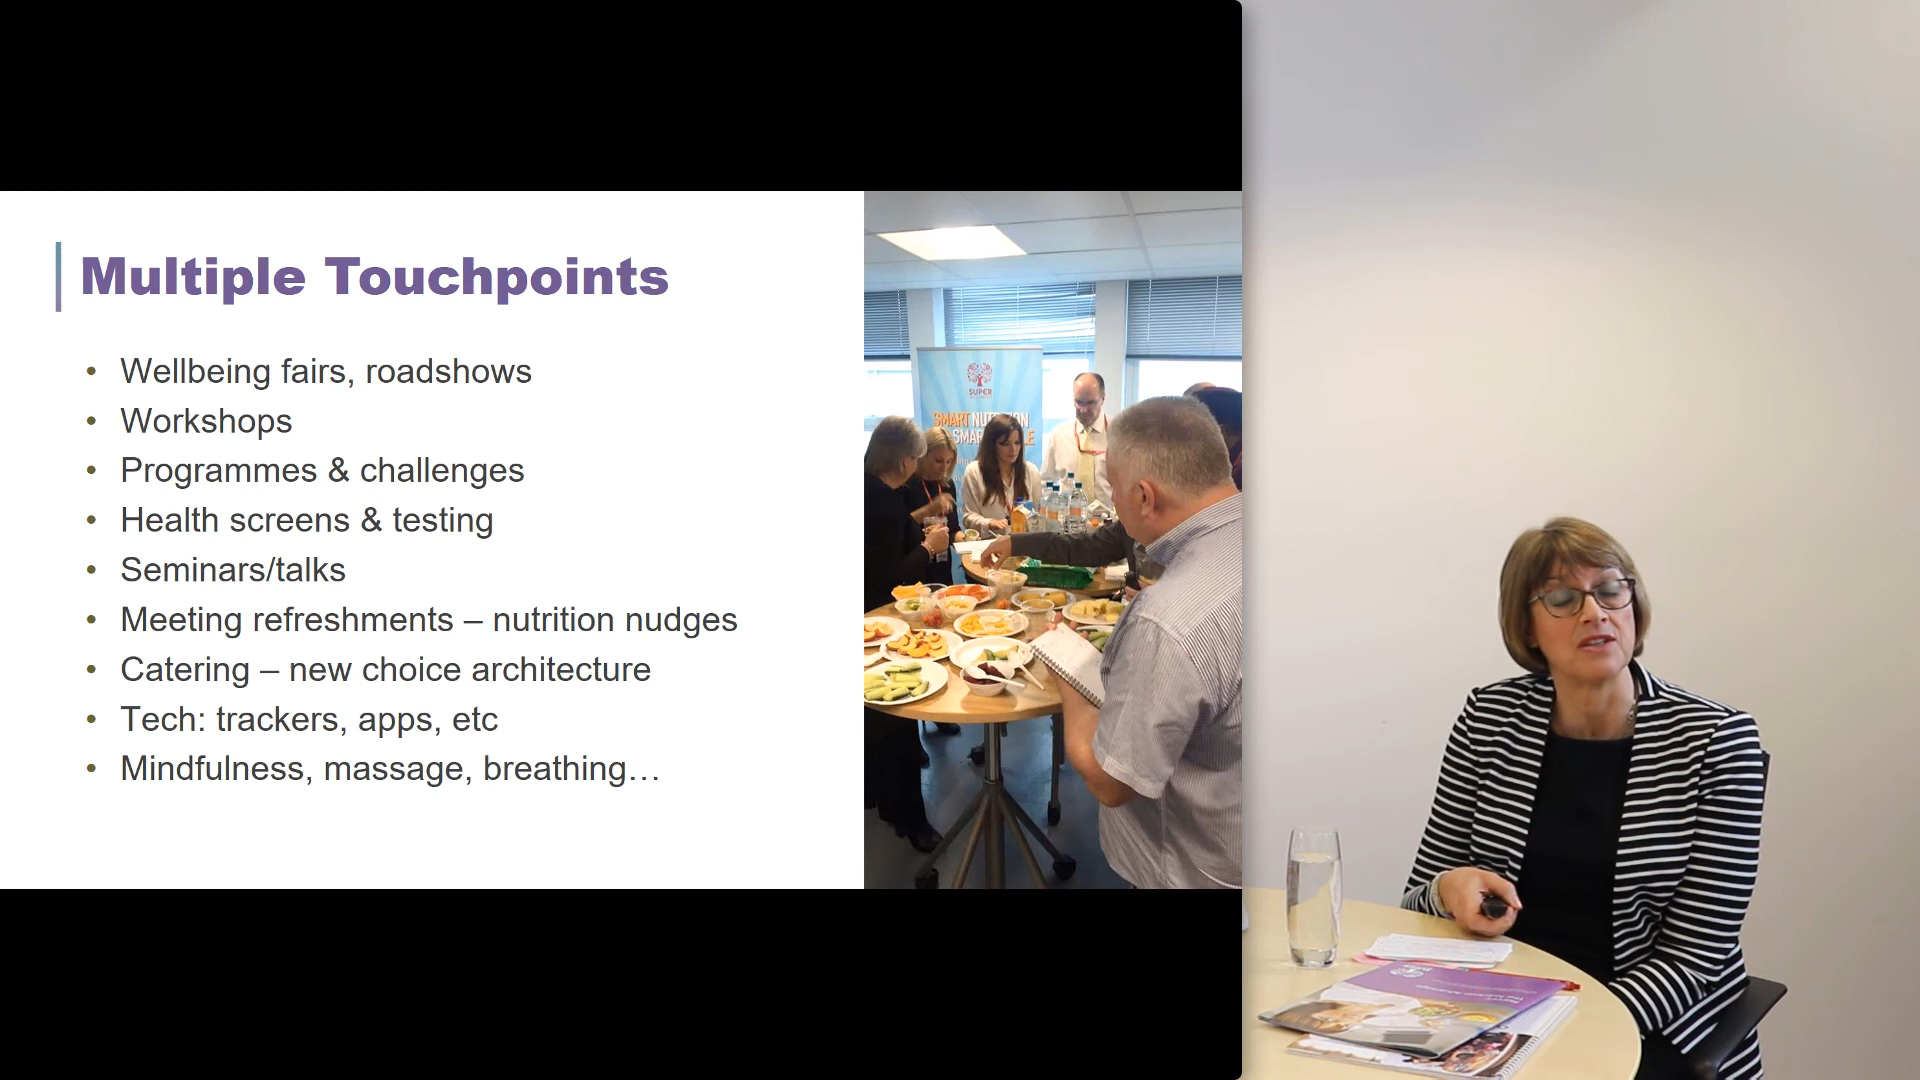 Multiple Touchpoints
• Wellbeing fairs, roadshows
• Workshops
• Programmes & challenges
• Health screens & testing
• Seminars/talks
• Meeting refreshments – nutrition nudges
• Catering – new choice architecture
• Tech: trackers, apps, etc
• Mindfulness, massage, breathing…
SUPER
SMART